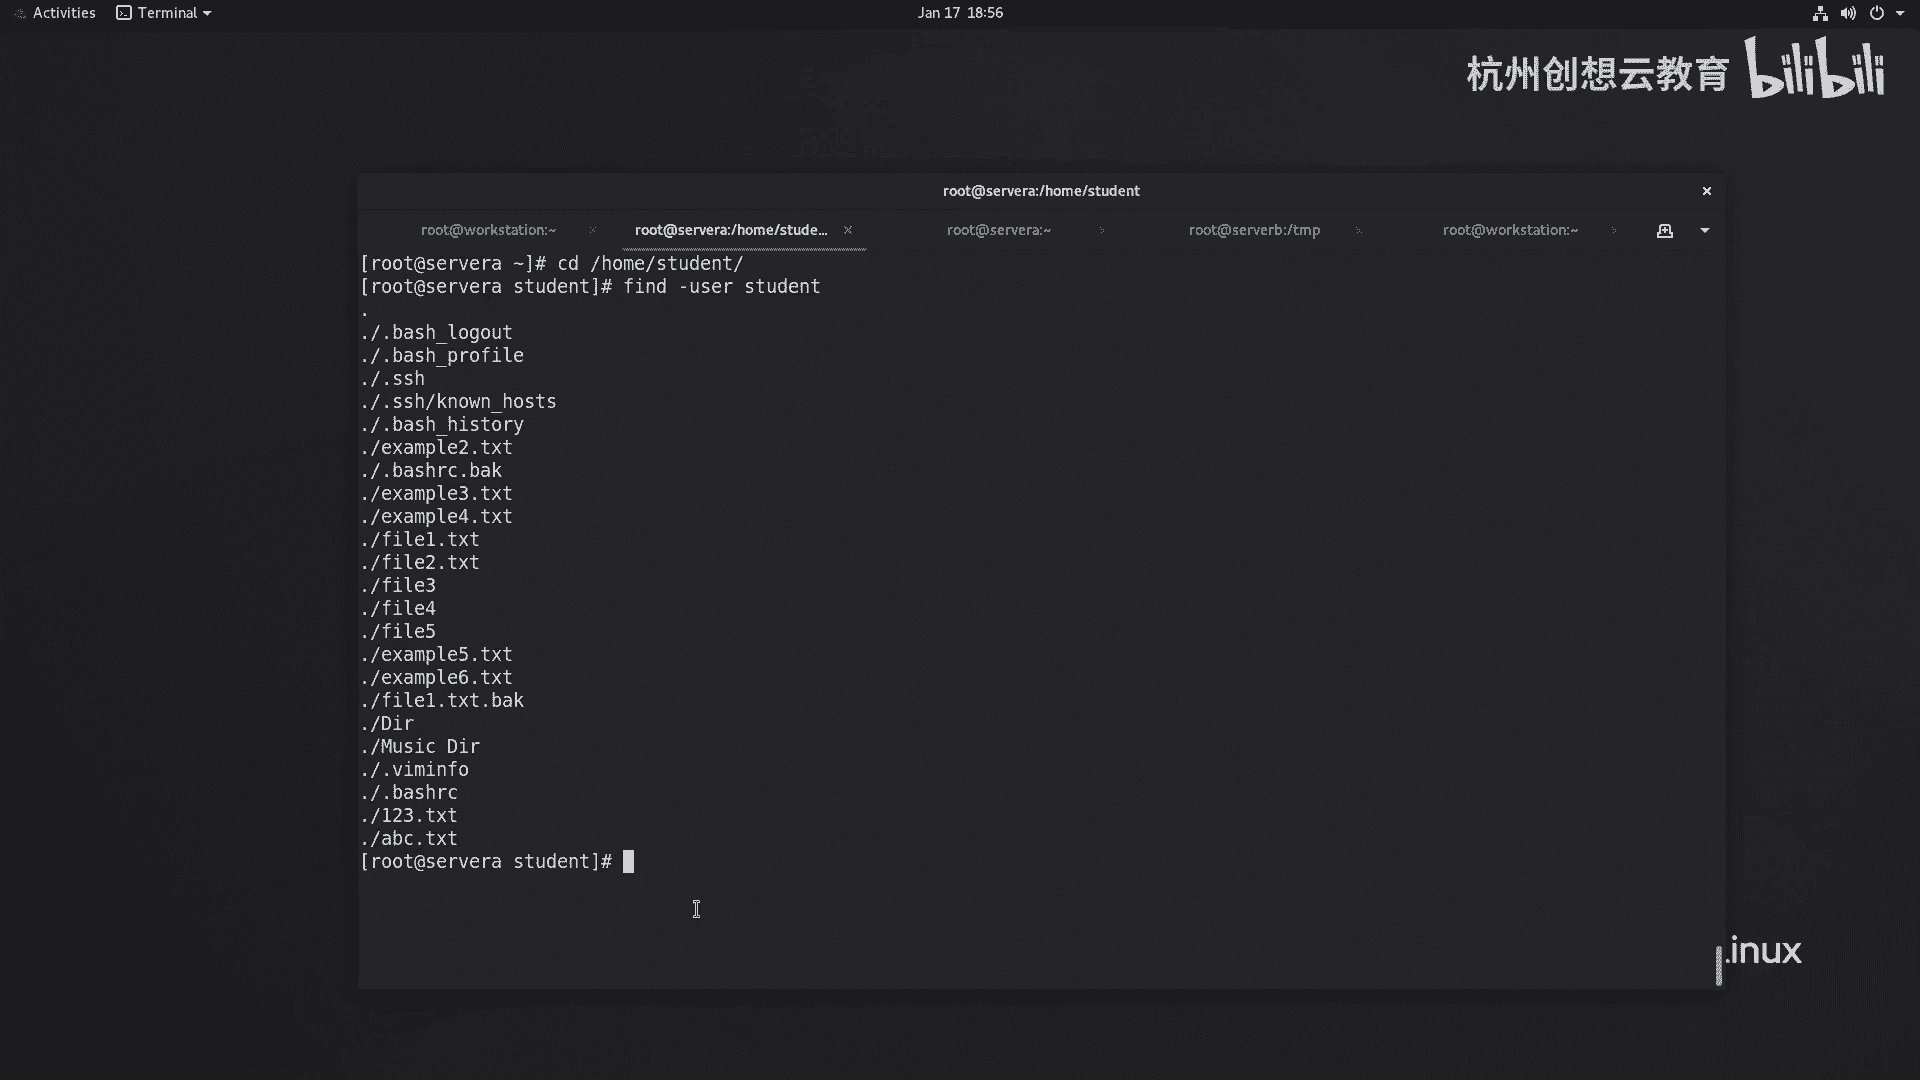 Activities
Terminal
Jan 17 18:56
杭州创想云教育 bilibili
root@servera:/home/student
root@workstation:~
root@servera:/home/stude...
root@servera:~
root@serverb:/tmp
root@workstation:~
[root@servera ~]# cd /home/student/
[root@servera student]# find -user student
.
./.bash_logout
./.bash_profile
./.ssh
./.ssh/known_hosts
./.bash_history
./example2.txt
./.bashrc.bak
./example3.txt
./example4.txt
./file1.txt
./file2.txt
./file3
./file4
./file5
./example5.txt
./example6.txt
./file1.txt.bak
./Dir
./Music Dir
./.viminfo
./.bashrc
./123.txt
./abc.txt
[root@servera student]#
inux